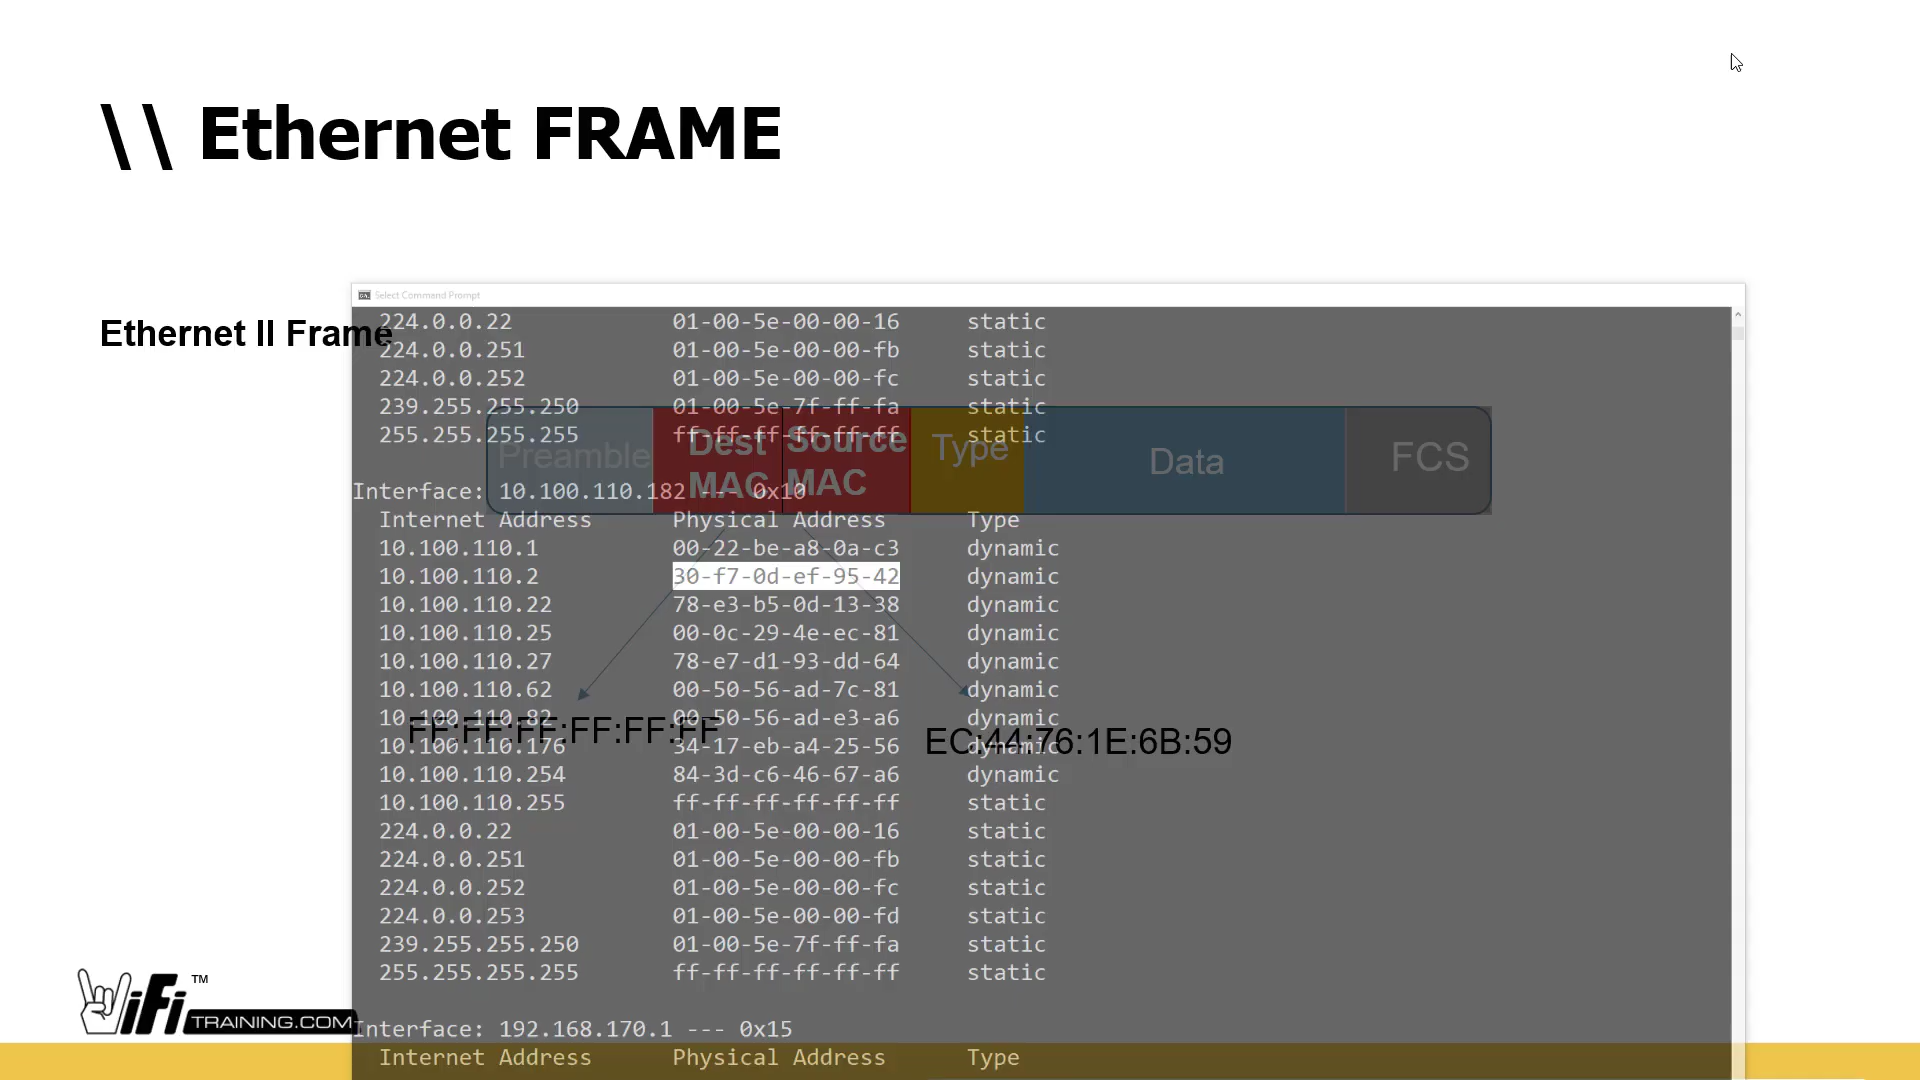 \\ Ethernet FRAME
Ethernet II Frame
Select Command Prompt
224.0.0.22 01-00-5e-00-00-16 static
224.0.0.251 01-00-5e-00-00-fb static
224.0.0.252 01-00-5e-00-00-fc static
239.255.255.250 01-00-5e-7f-ff-fa static
255.255.255.255 ff-ff-ff-ff-ff-ff static
Preamble Dest MAC Source MAC Type Data FCS
Interface: 10.100.110.182 --- 0x10
Internet Address Physical Address Type
10.100.110.1 00-22-be-a8-0a-c3 dynamic
10.100.110.2 30-f7-0d-ef-95-42 dynamic
10.100.110.22 78-e3-b5-0d-13-38 dynamic
10.100.110.25 00-0c-29-4e-ec-81 dynamic
10.100.110.27 78-e7-d1-93-dd-64 dynamic
10.100.110.62 00-50-56-ad-7c-81 dynamic
10.100.110.82 00-50-56-ad-e3-a6 dynamic
FF:FF:FF:FF:FF:FF EC:44:76:1E:6B:59
10.100.110.176 34-17-eb-a4-25-56 dynamic
10.100.110.254 84-3d-c6-46-67-a6 dynamic
10.100.110.255 ff-ff-ff-ff-ff-ff static
224.0.0.22 01-00-5e-00-00-16 static
224.0.0.251 01-00-5e-00-00-fb static
224.0.0.252 01-00-5e-00-00-fc static
224.0.0.253 01-00-5e-00-00-fd static
239.255.255.250 01-00-5e-7f-ff-fa static
255.255.255.255 ff-ff-ff-ff-ff-ff static
Interface: 192.168.170.1 --- 0x15
Internet Address Physical Address Type
WiFi™
TRAINING.COM